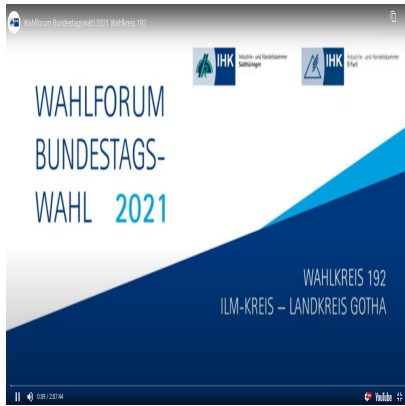 Wahlforum Bundestagswahl 2021 Wahlkreis 192
IHK Industrie- und Handelskammer
Südthüringen
IHK Industrie- und Handelskammer
Erfurt
WAHLFORUM
BUNDESTAGS-
WAHL 2021
WAHLKREIS 192
ILM-KREIS – LANDKREIS GOTHA
0:09 / 2:07:44
YouTube